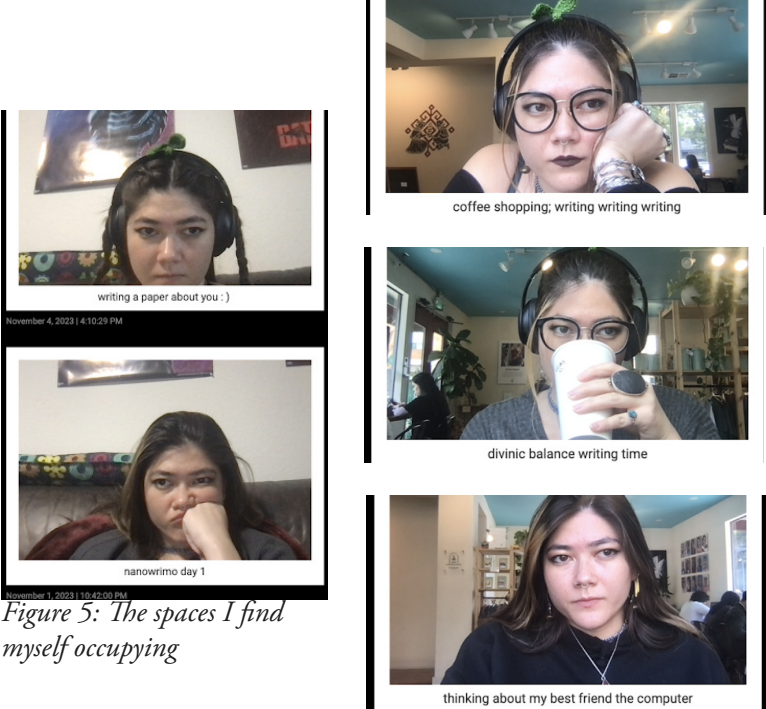 writing a paper about you : )
November 4, 2023 | 4:10:29 PM
nanowrimo day 1
November 1, 2023 | 10:42:00 PM
Figure 5: The spaces I find
myself occupying
coffee shopping; writing writing writing
divinic balance writing time
thinking about my best friend the computer